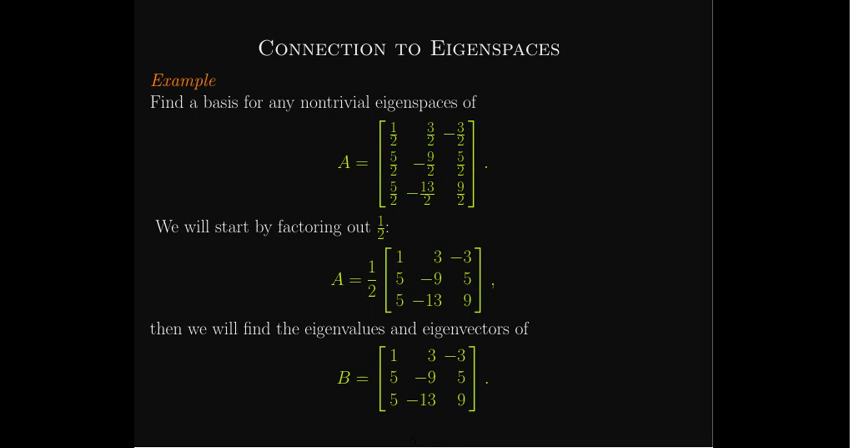 Connection to Eigenspaces
Example
Find a basis for any nontrivial eigenspaces of
A = [ 1/2 3/2 −3/2 ; 5/2 −9/2 5/2 ; 5/2 −13/2 9/2 ] .
We will start by factoring out 1/2:
A = 1/2 [ 1 3 −3 ; 5 −9 5 ; 5 −13 9 ] ,
then we will find the eigenvalues and eigenvectors of
B = [ 1 3 −3 ; 5 −9 5 ; 5 −13 9 ] .